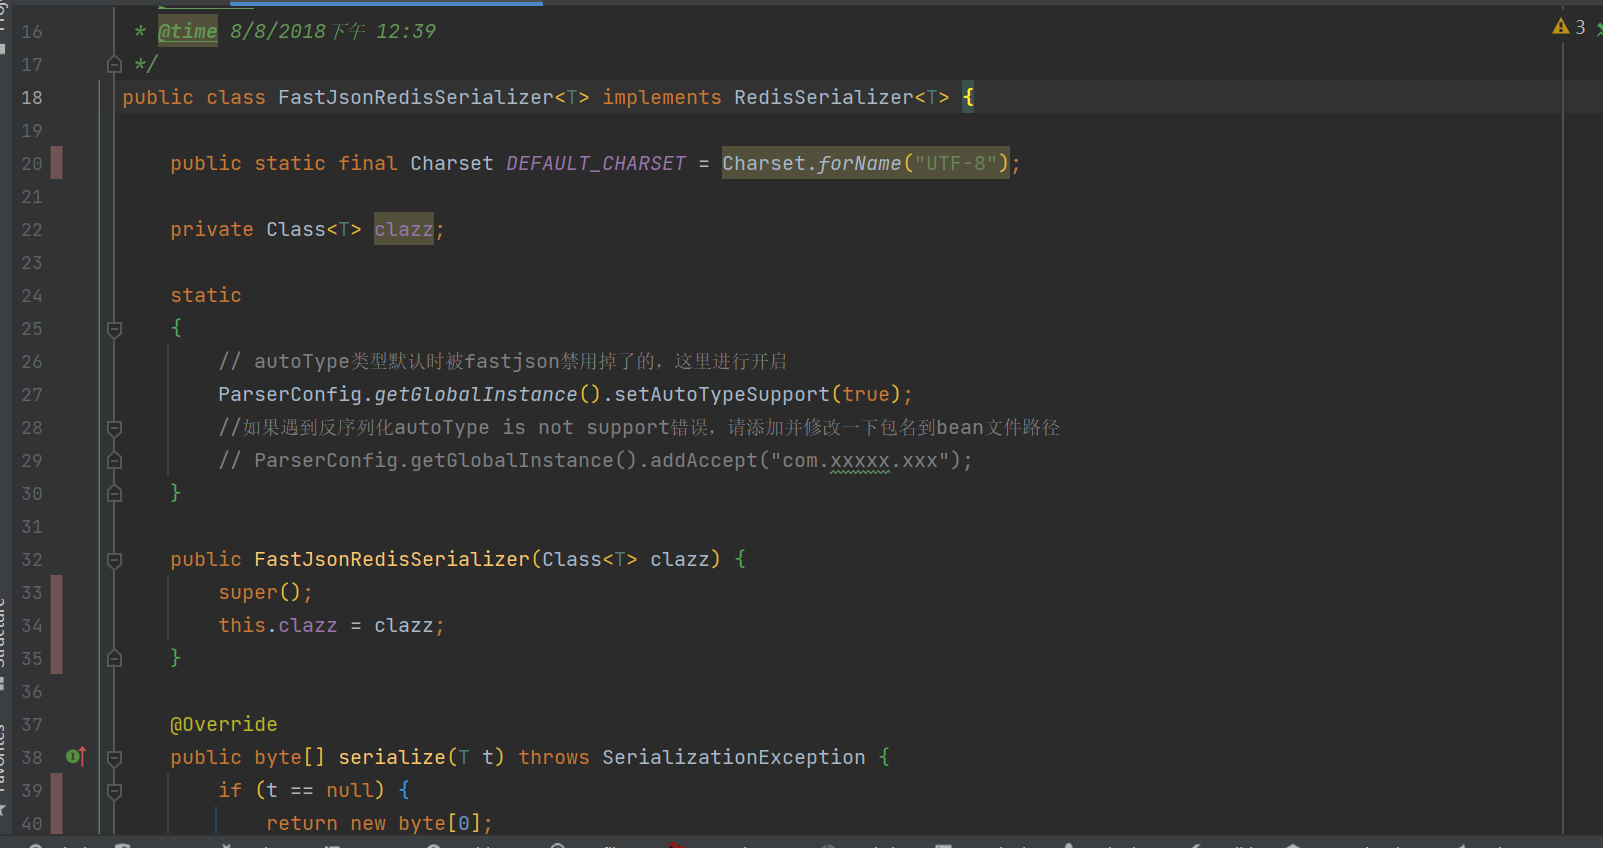 16 * @time 8/8/2018下午 12:39
3
17 */
18 public class FastJsonRedisSerializer<T> implements RedisSerializer<T> {
19
20 public static final Charset DEFAULT_CHARSET = Charset.forName("UTF-8");
21
22 private Class<T> clazz;
23
24 static
25 {
26 // autoType类型默认时被fastjson禁用掉了的，这里进行开启
27 ParserConfig.getGlobalInstance().setAutoTypeSupport(true);
28 //如果遇到反序列化autoType is not support错误，请添加并修改一下包名到bean文件路径
29 // ParserConfig.getGlobalInstance().addAccept("com.xxxxx.xxx");
30 }
31
32 public FastJsonRedisSerializer(Class<T> clazz) {
33 super();
34 this.clazz = clazz;
35 }
36
37 @Override
38 public byte[] serialize(T t) throws SerializationException {
39 if (t == null) {
40 return new byte[0];